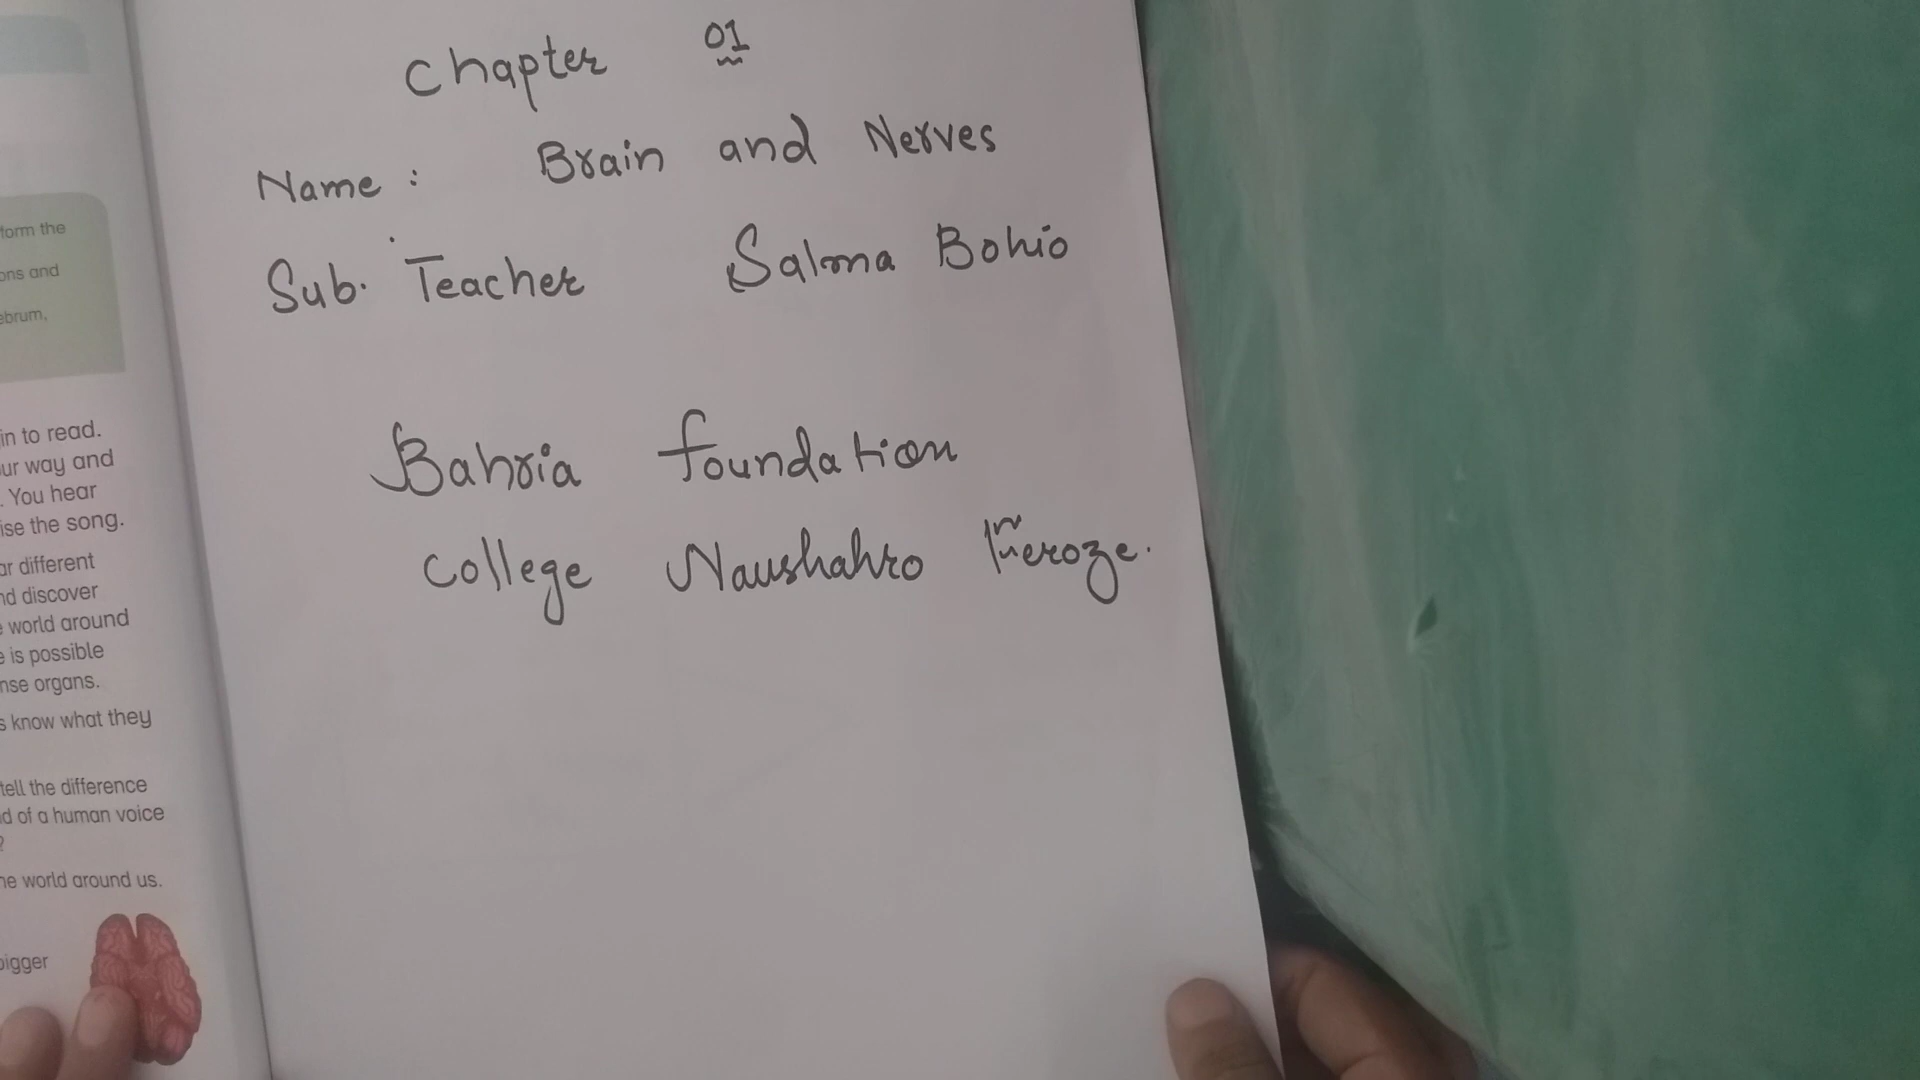 form the
ons and
ebrum,
in to read.
ur way and
. You hear
ise the song.
ar different
nd discover
e world around
e is possible
nse organs.
s know what they
tell the difference
d of a human voice
?
he world around us.
bigger
Chapter 01
Name : Brain and Nerves
Sub. Teacher Salma Bohio
Bahria foundation
College Naushahro Feroze.